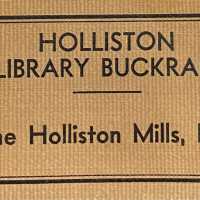 HOLLISTON
LIBRARY BUCKRA
he Holliston Mills, I